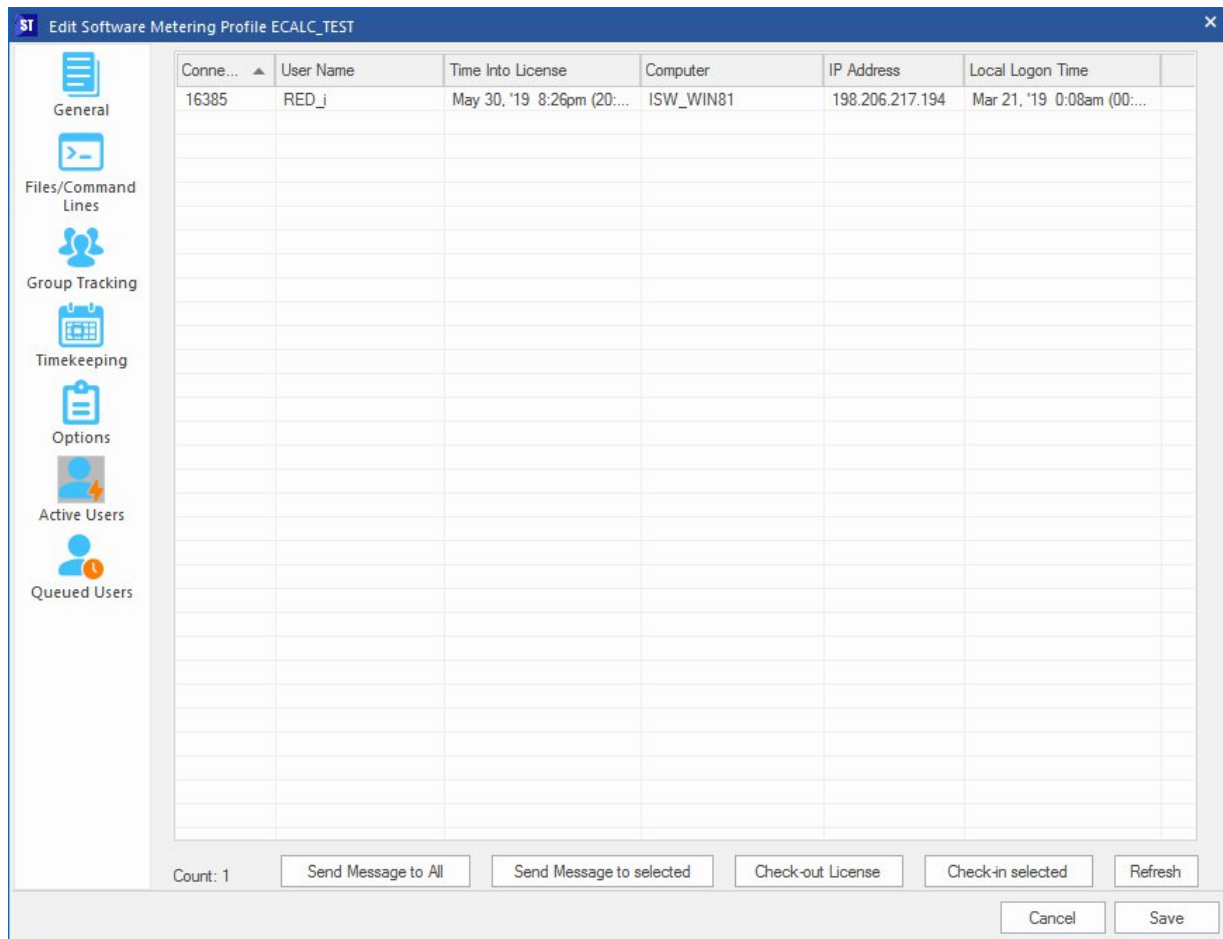 ST Edit Software Metering Profile ECALC_TEST
General
Files/Command
Lines
Group Tracking
Timekeeping
Options
Active Users
Queued Users
Conne... User Name Time Into License Computer IP Address Local Logon Time
16385 RED_i May 30, '19 8:26pm (20:... ISW_WIN81 198.206.217.194 Mar 21, '19 0:08am (00:...
Count: 1 Send Message to All Send Message to selected Check-out License Check-in selected Refresh
Cancel Save